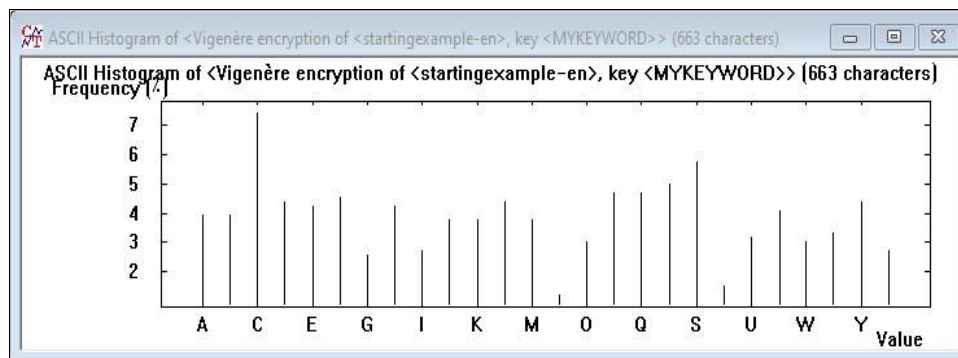 ASCII Histogram of <Vigenère encryption of <startingexample-en>, key <MYKEYWORD>> (663 characters)
ASCII Histogram of <Vigenère encryption of <startingexample-en>, key <MYKEYWORD>> (663 characters)
Frequency (%)
7
6
5
4
3
2
A C E G I K M O Q S U W Y
Value